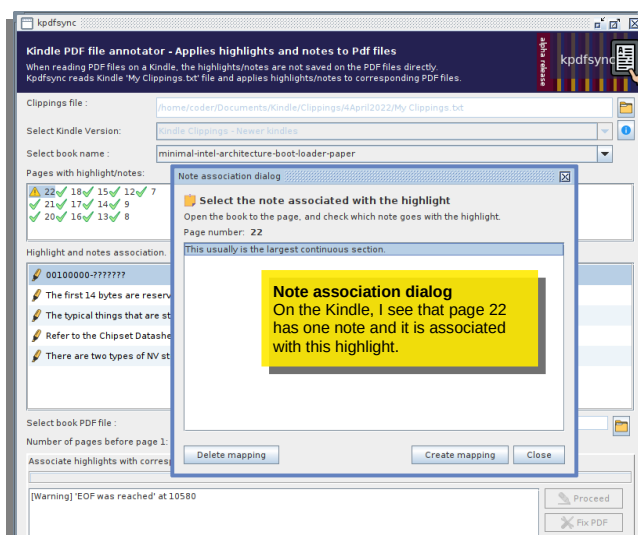 kpdfsync
Kindle PDF file annotator - Applies highlights and notes to Pdf files
When reading PDF files on a Kindle, the highlights/notes are not saved on the PDF files directly.
Kpdfsync reads Kindle 'My Clippings.txt' file and applies highlights/notes to corresponding PDF files.
alpha release
kpdfsync
Clippings file :
/home/coder/Documents/Kindle/Clippings/4April2022/My Clippings.txt
Select Kindle Version:
Kindle Clippings - Newer kindles
Select book name :
minimal-intel-architecture-boot-loader-paper
Pages with highlight/notes:
22 18 15 12 7
21 17 14 9
20 16 13 8
Note association dialog
Select the note associated with the highlight
Open the book to the page, and check which note goes with the highlight.
Page number: 22
This usually is the largest continuous section.
Note association dialog
On the Kindle, I see that page 22
has one note and it is associated
with this highlight.
Delete mapping
Create mapping
Close
Highlight and notes association.
00100000-???????
The first 14 bytes are reserv
The typical things that are st
Refer to the Chipset Datashe
There are two types of NV st
Select book PDF file :
Number of pages before page 1:
Associate highlights with corresp
[Warning] 'EOF was reached' at 10580
Proceed
Fix PDF